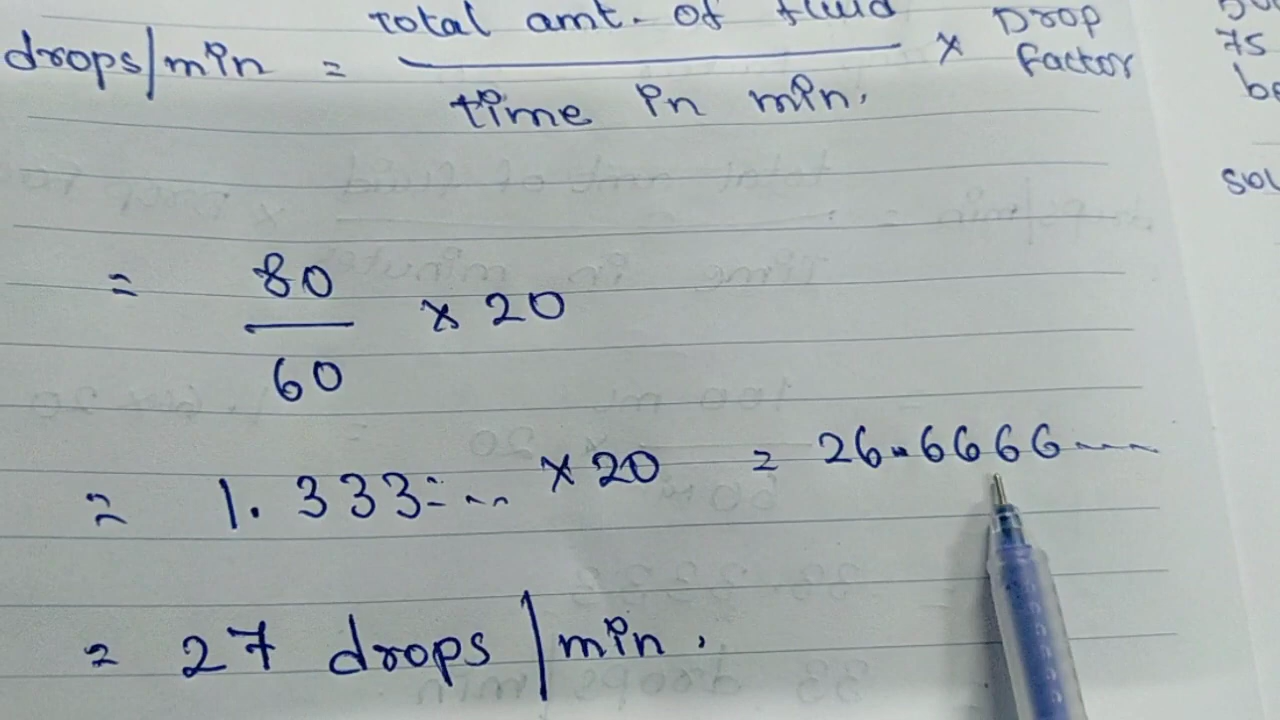 total amt. of fluid
drops/min = ———— × Drop factor
time in min.
= 80/60 × 20
= 1.333... × 20 = 26.6666...
= 27 drops/min.
75